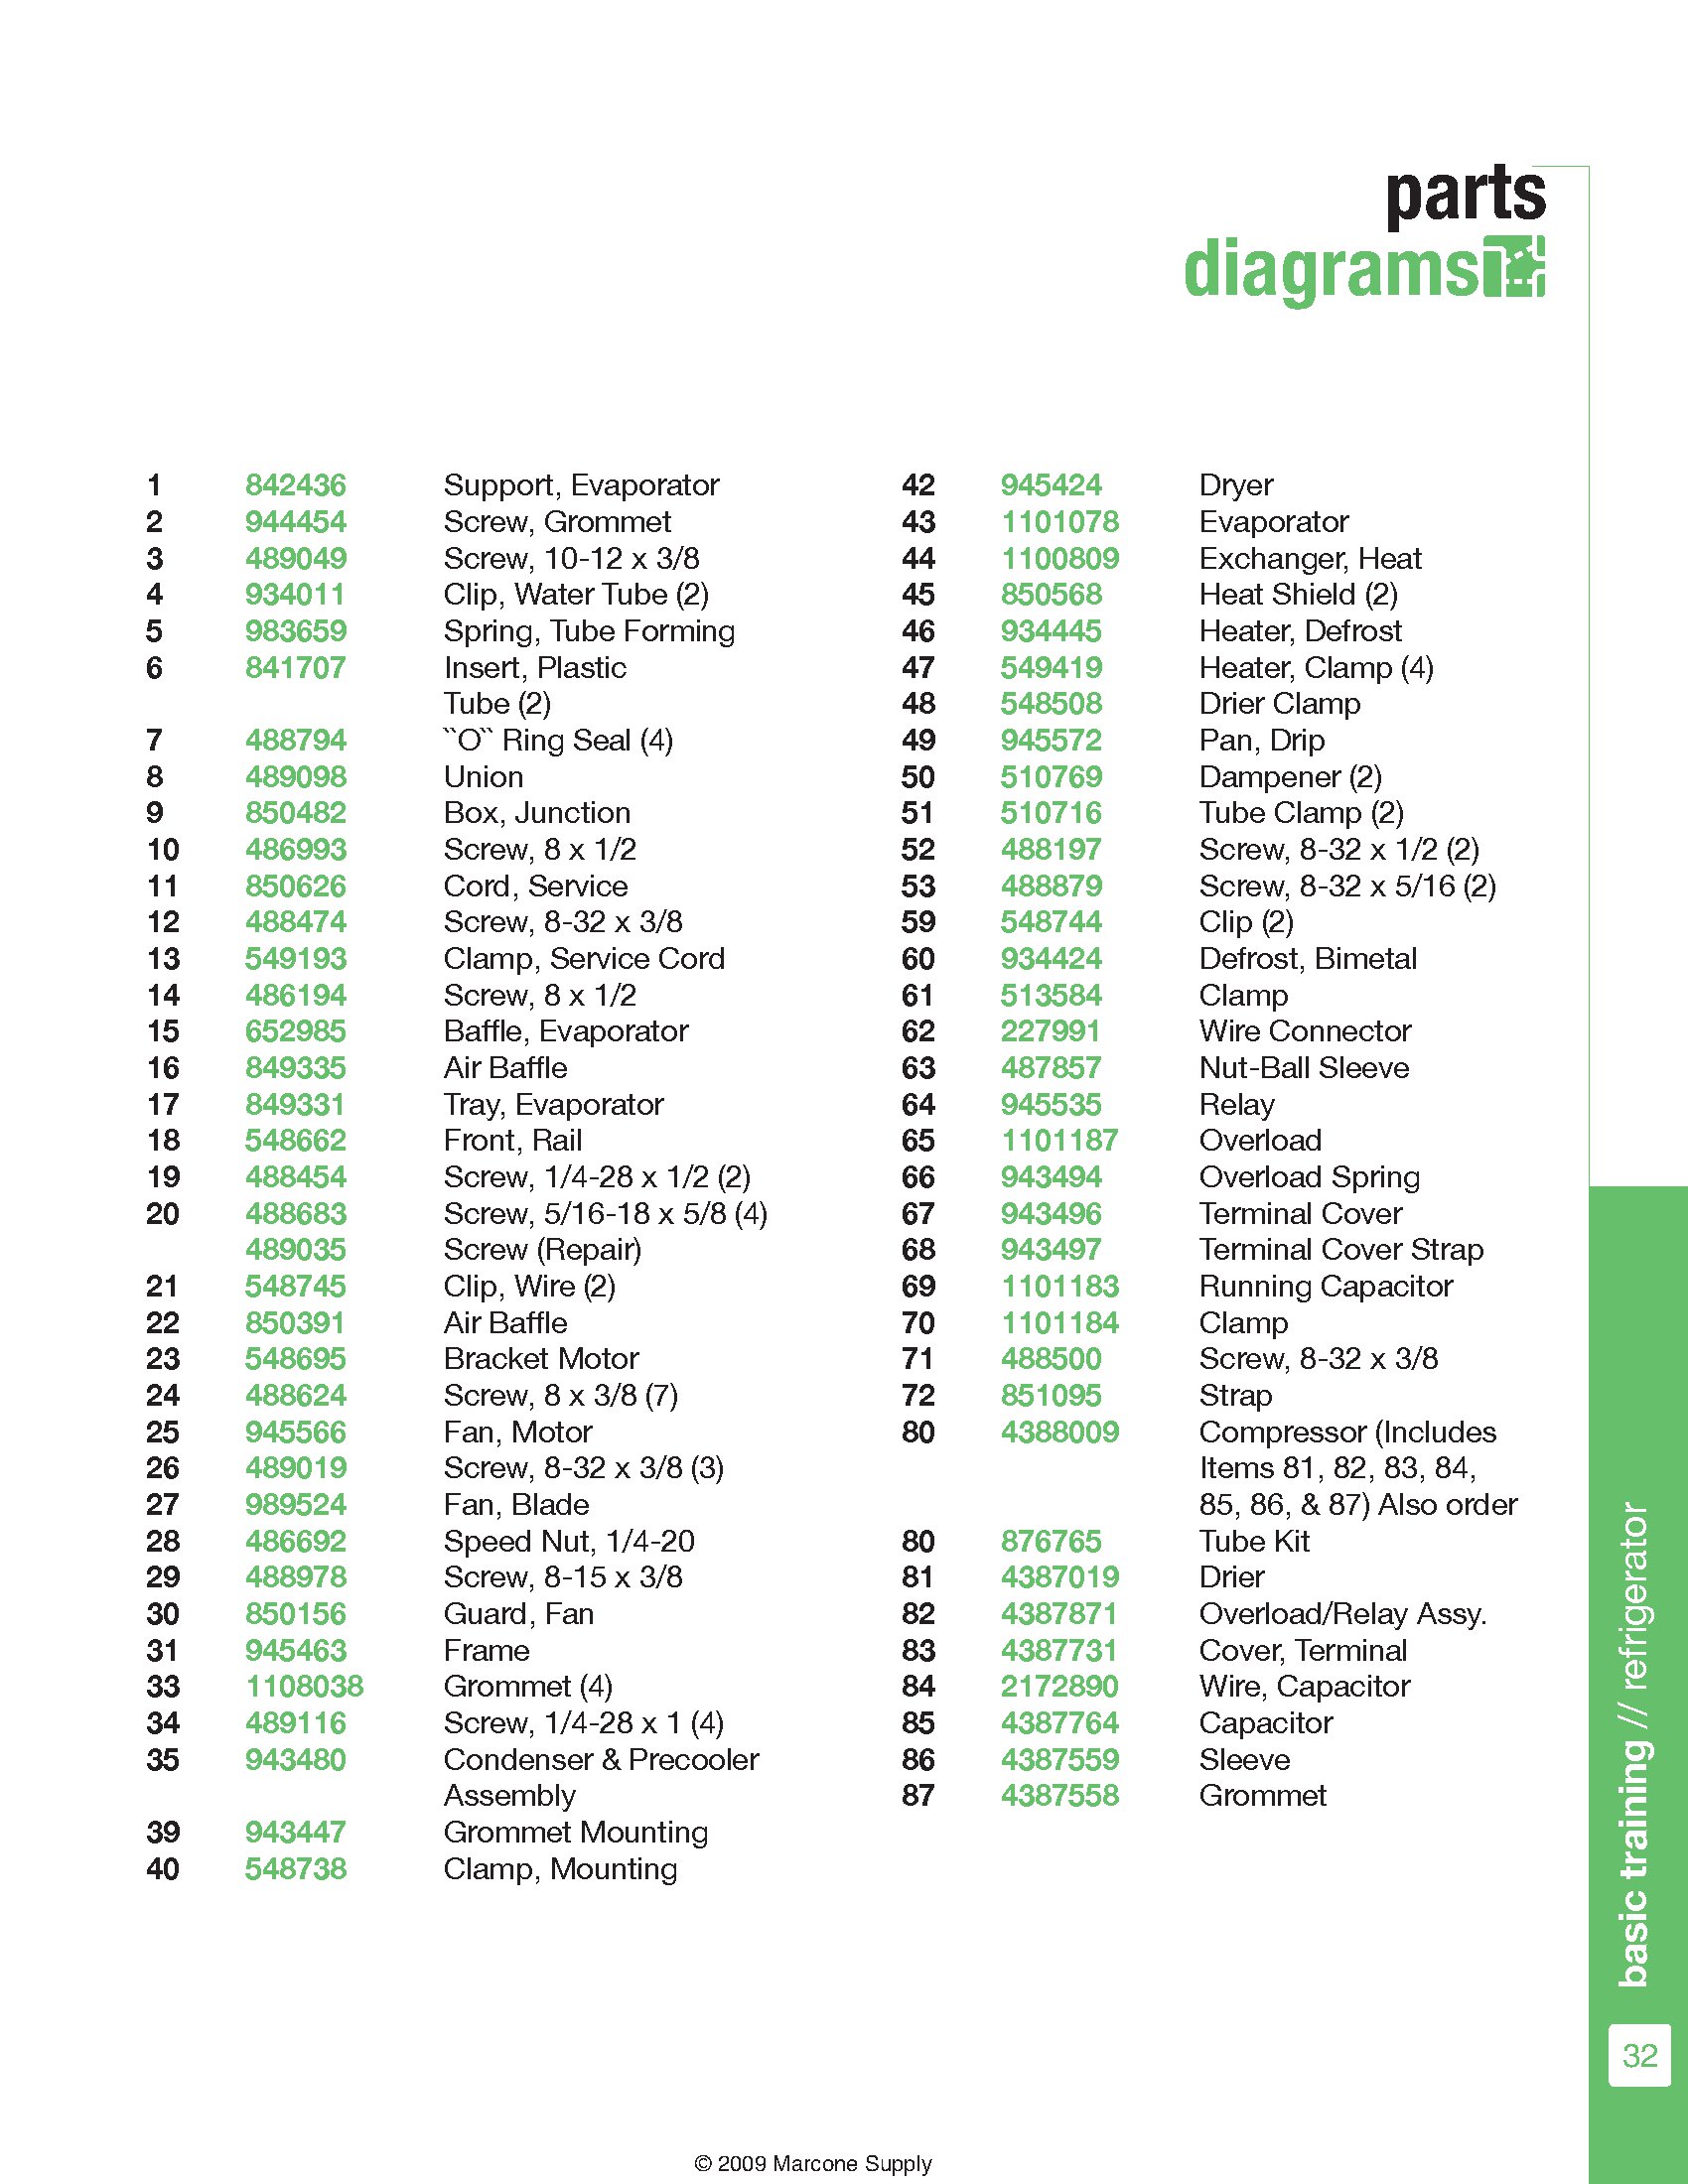 parts
diagrams
1 842436 Support, Evaporator
2 944454 Screw, Grommet
3 489049 Screw, 10-12 x 3/8
4 934011 Clip, Water Tube (2)
5 983659 Spring, Tube Forming
6 841707 Insert, Plastic
Tube (2)
7 488794 ``O`` Ring Seal (4)
8 489098 Union
9 850482 Box, Junction
10 486993 Screw, 8 x 1/2
11 850626 Cord, Service
12 488474 Screw, 8-32 x 3/8
13 549193 Clamp, Service Cord
14 486194 Screw, 8 x 1/2
15 652985 Baffle, Evaporator
16 849335 Air Baffle
17 849331 Tray, Evaporator
18 548662 Front, Rail
19 488454 Screw, 1/4-28 x 1/2 (2)
20 488683 Screw, 5/16-18 x 5/8 (4)
489035 Screw (Repair)
21 548745 Clip, Wire (2)
22 850391 Air Baffle
23 548695 Bracket Motor
24 488624 Screw, 8 x 3/8 (7)
25 945566 Fan, Motor
26 489019 Screw, 8-32 x 3/8 (3)
27 989524 Fan, Blade
28 486692 Speed Nut, 1/4-20
29 488978 Screw, 8-15 x 3/8
30 850156 Guard, Fan
31 945463 Frame
33 1108038 Grommet (4)
34 489116 Screw, 1/4-28 x 1 (4)
35 943480 Condenser & Precooler
Assembly
39 943447 Grommet Mounting
40 548738 Clamp, Mounting
42 945424 Dryer
43 1101078 Evaporator
44 1100809 Exchanger, Heat
45 850568 Heat Shield (2)
46 934445 Heater, Defrost
47 549419 Heater, Clamp (4)
48 548508 Drier Clamp
49 945572 Pan, Drip
50 510769 Dampener (2)
51 510716 Tube Clamp (2)
52 488197 Screw, 8-32 x 1/2 (2)
53 488879 Screw, 8-32 x 5/16 (2)
59 548744 Clip (2)
60 934424 Defrost, Bimetal
61 513584 Clamp
62 227991 Wire Connector
63 487857 Nut-Ball Sleeve
64 945535 Relay
65 1101187 Overload
66 943494 Overload Spring
67 943496 Terminal Cover
68 943497 Terminal Cover Strap
69 1101183 Running Capacitor
70 1101184 Clamp
71 488500 Screw, 8-32 x 3/8
72 851095 Strap
80 4388009 Compressor (Includes
Items 81, 82, 83, 84,
85, 86, & 87) Also order
80 876765 Tube Kit
81 4387019 Drier
82 4387871 Overload/Relay Assy.
83 4387731 Cover, Terminal
84 2172890 Wire, Capacitor
85 4387764 Capacitor
86 4387559 Sleeve
87 4387558 Grommet
basic training // refrigerator
32
© 2009 Marcone Supply